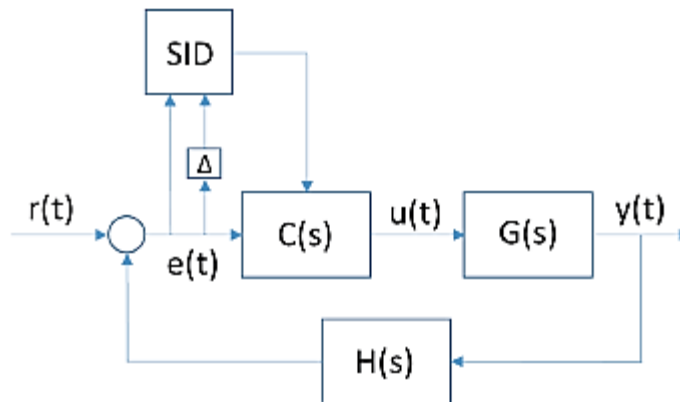 SID
Δ
r(t)
e(t)
C(s)
u(t)
G(s)
y(t)
H(s)